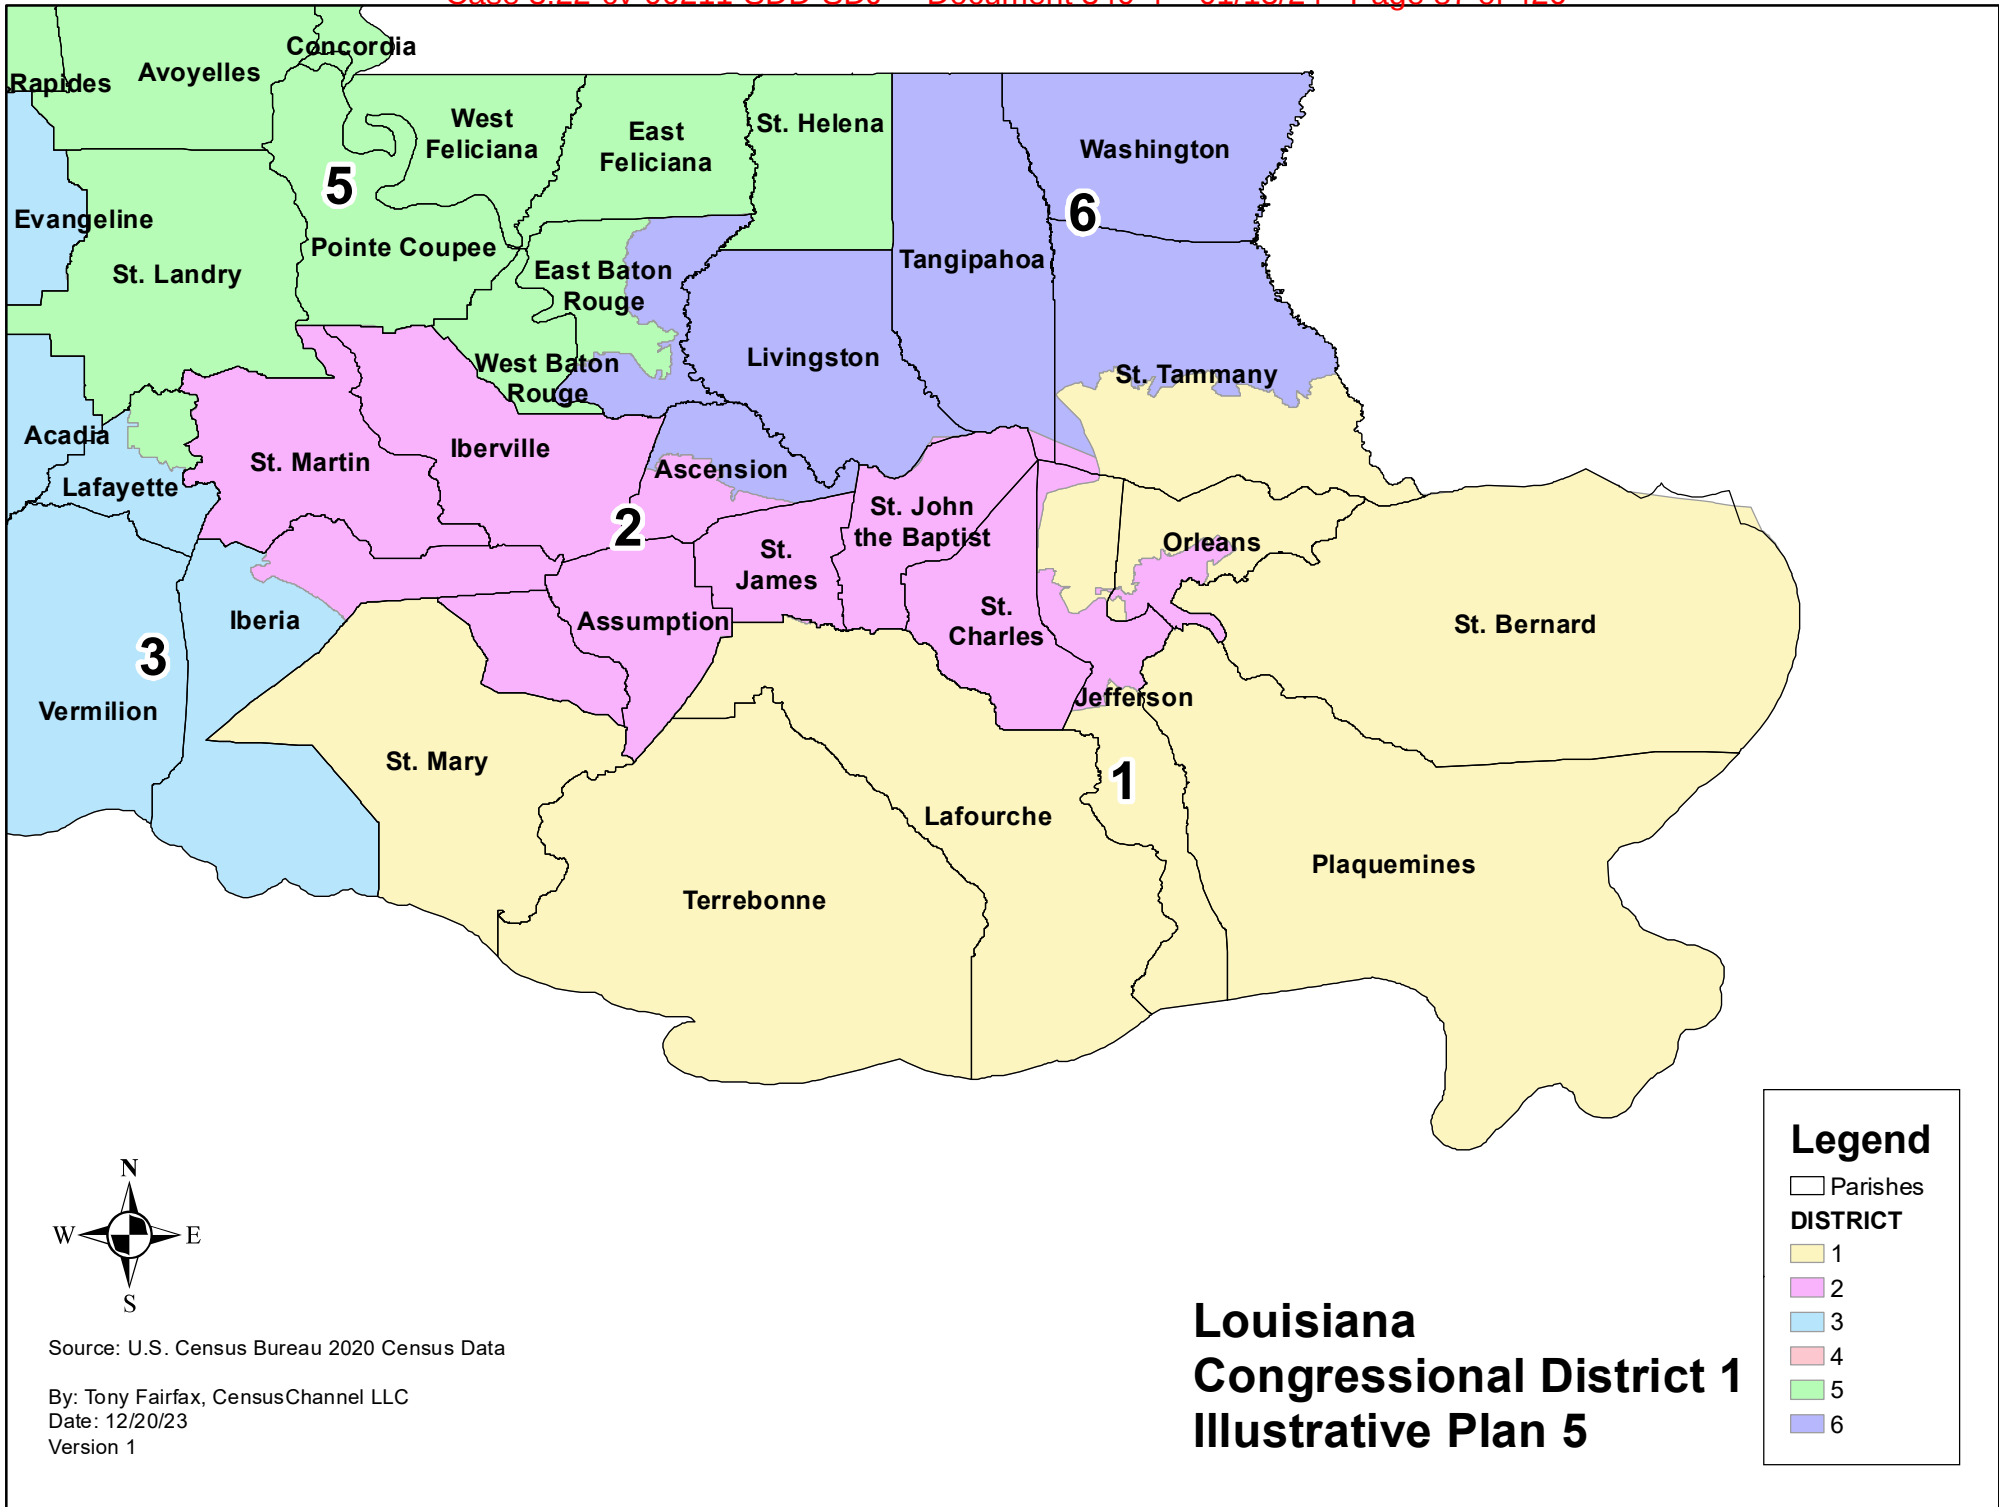 Concordia
Rapides
Avoyelles
West
Feliciana
East
Feliciana
St. Helena
Washington
5
6
Evangeline
Pointe Coupee
Tangipahoa
St. Landry
East Baton
Rouge
Livingston
West Baton
Rouge
St. Tammany
Acadia
Iberville
St. Martin
Ascension
Lafayette
St. John
the Baptist
2
Orleans
St.
James
St.
Charles
Iberia
Assumption
St. Bernard
3
Jefferson
Vermilion
St. Mary
1
Lafourche
Plaquemines
Terrebonne
Legend
Parishes
DISTRICT
1
2
3
4
5
6
N
W
E
S
Source: U.S. Census Bureau 2020 Census Data
By: Tony Fairfax, CensusChannel LLC
Date: 12/20/23
Version 1
Louisiana
Congressional District 1
Illustrative Plan 5